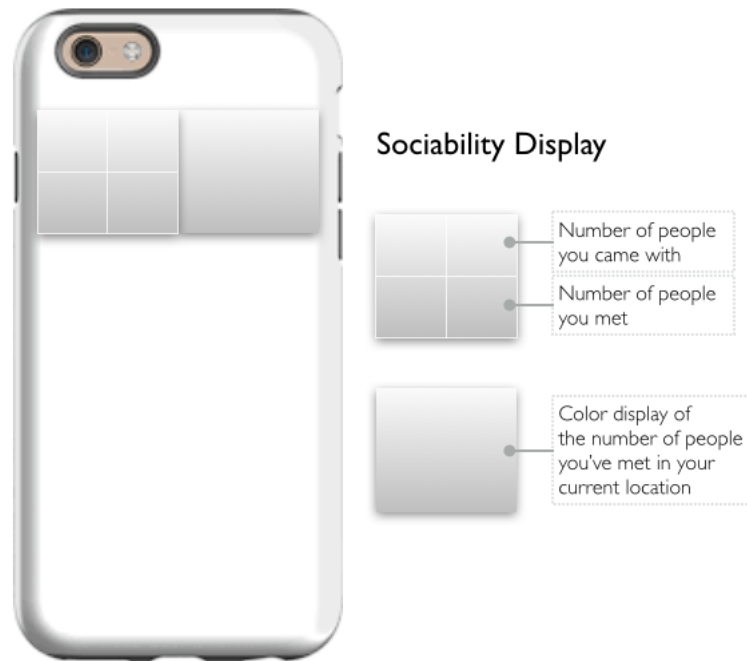 Sociability Display
Number of people
you came with
Number of people
you met
Color display of
the number of people
you've met in your
current location